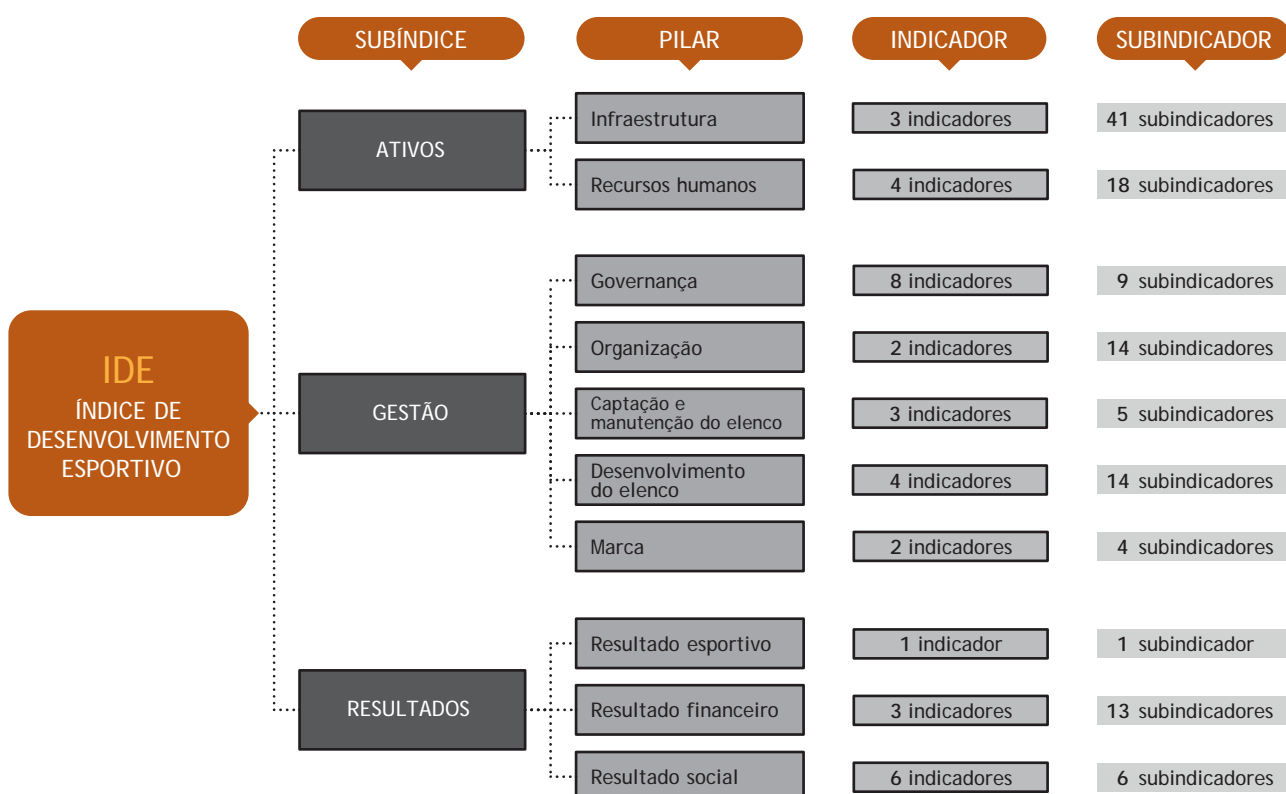 SUBÍNDICE
PILAR
INDICADOR
SUBINDICADOR
IDE
ÍNDICE DE
DESENVOLVIMENTO
ESPORTIVO
ATIVOS
Infraestrutura
3 indicadores
41 subindicadores
Recursos humanos
4 indicadores
18 subindicadores
GESTÃO
Governança
8 indicadores
9 subindicadores
Organização
2 indicadores
14 subindicadores
Captação e
manutenção do elenco
3 indicadores
5 subindicadores
Desenvolvimento
do elenco
4 indicadores
14 subindicadores
Marca
2 indicadores
4 subindicadores
RESULTADOS
Resultado esportivo
1 indicador
1 subindicador
Resultado financeiro
3 indicadores
13 subindicadores
Resultado social
6 indicadores
6 subindicadores